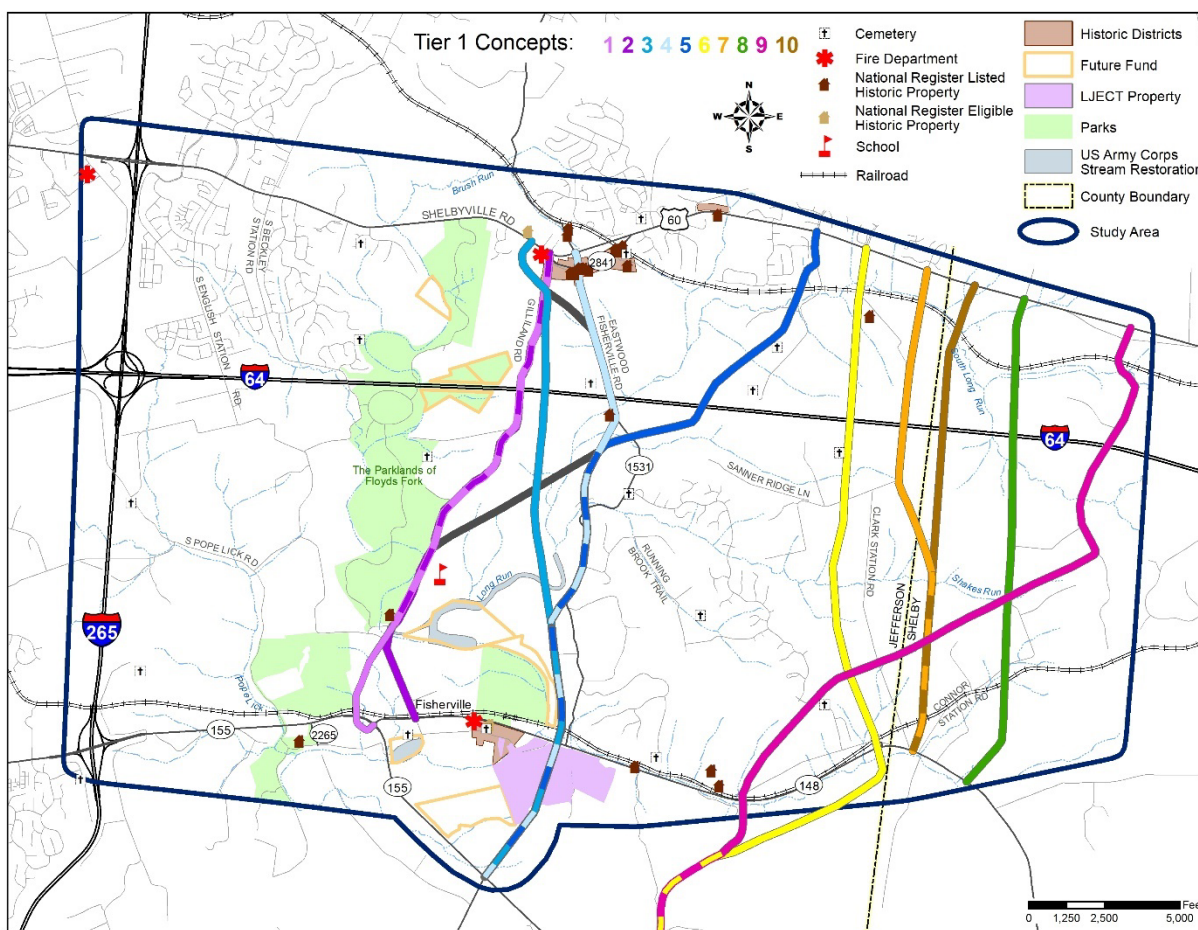 Tier 1 Concepts: 1 2 3 4 5 6 7 8 9 10
Cemetery
Fire Department
National Register Listed
Historic Property
National Register Eligible
Historic Property
School
Railroad
Historic Districts
Future Fund
LJECT Property
Parks
US Army Corps
Stream Restoration
County Boundary
Study Area
N
W E
S
Brush Run
SHELBYVILLE RD
60
2841
S BECKLEY
STATION RD
S ENGLISH STATION
RD
GILLILAND RD
EASTWOOD
FISHERVILLE RD
South Long Run
64
64
The Parklands of
Floyds Fork
1531
SANNER RIDGE LN
CLARK STATION RD
S POPE LICK RD
Long Run
RUNNING
BROOK TRAIL
Shakes Run
JEFFERSON
SHELBY
265
Pope Lick
Fisherville
CONNOR
STATION RD
155
2265
155
148
Feet
0 1,250 2,500 5,000